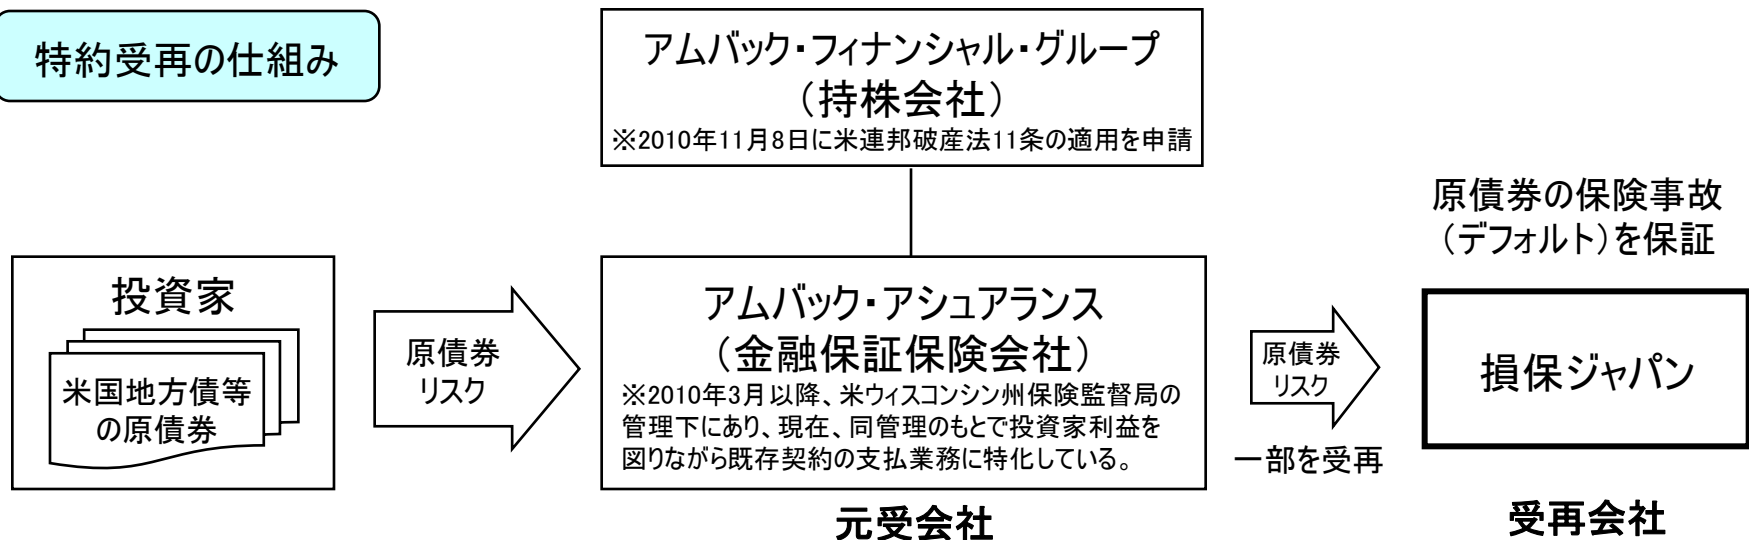 特約受再の仕組み
アムバック・フィナンシャル・グループ
（持株会社）
※2010年11月8日に米連邦破産法11条の適用を申請
原債券の保険事故
（デフォルト）を保証
投資家
米国地方債等
の原債券
原債券
リスク
アムバック・アシュアランス
（金融保証保険会社）
※2010年3月以降、米ウィスコンシン州保険監督局の
管理下にあり、現在、同管理のもとで投資家利益を
図りながら既存契約の支払業務に特化している。
元受会社
原債券
リスク
一部を受再
損保ジャパン
受再会社